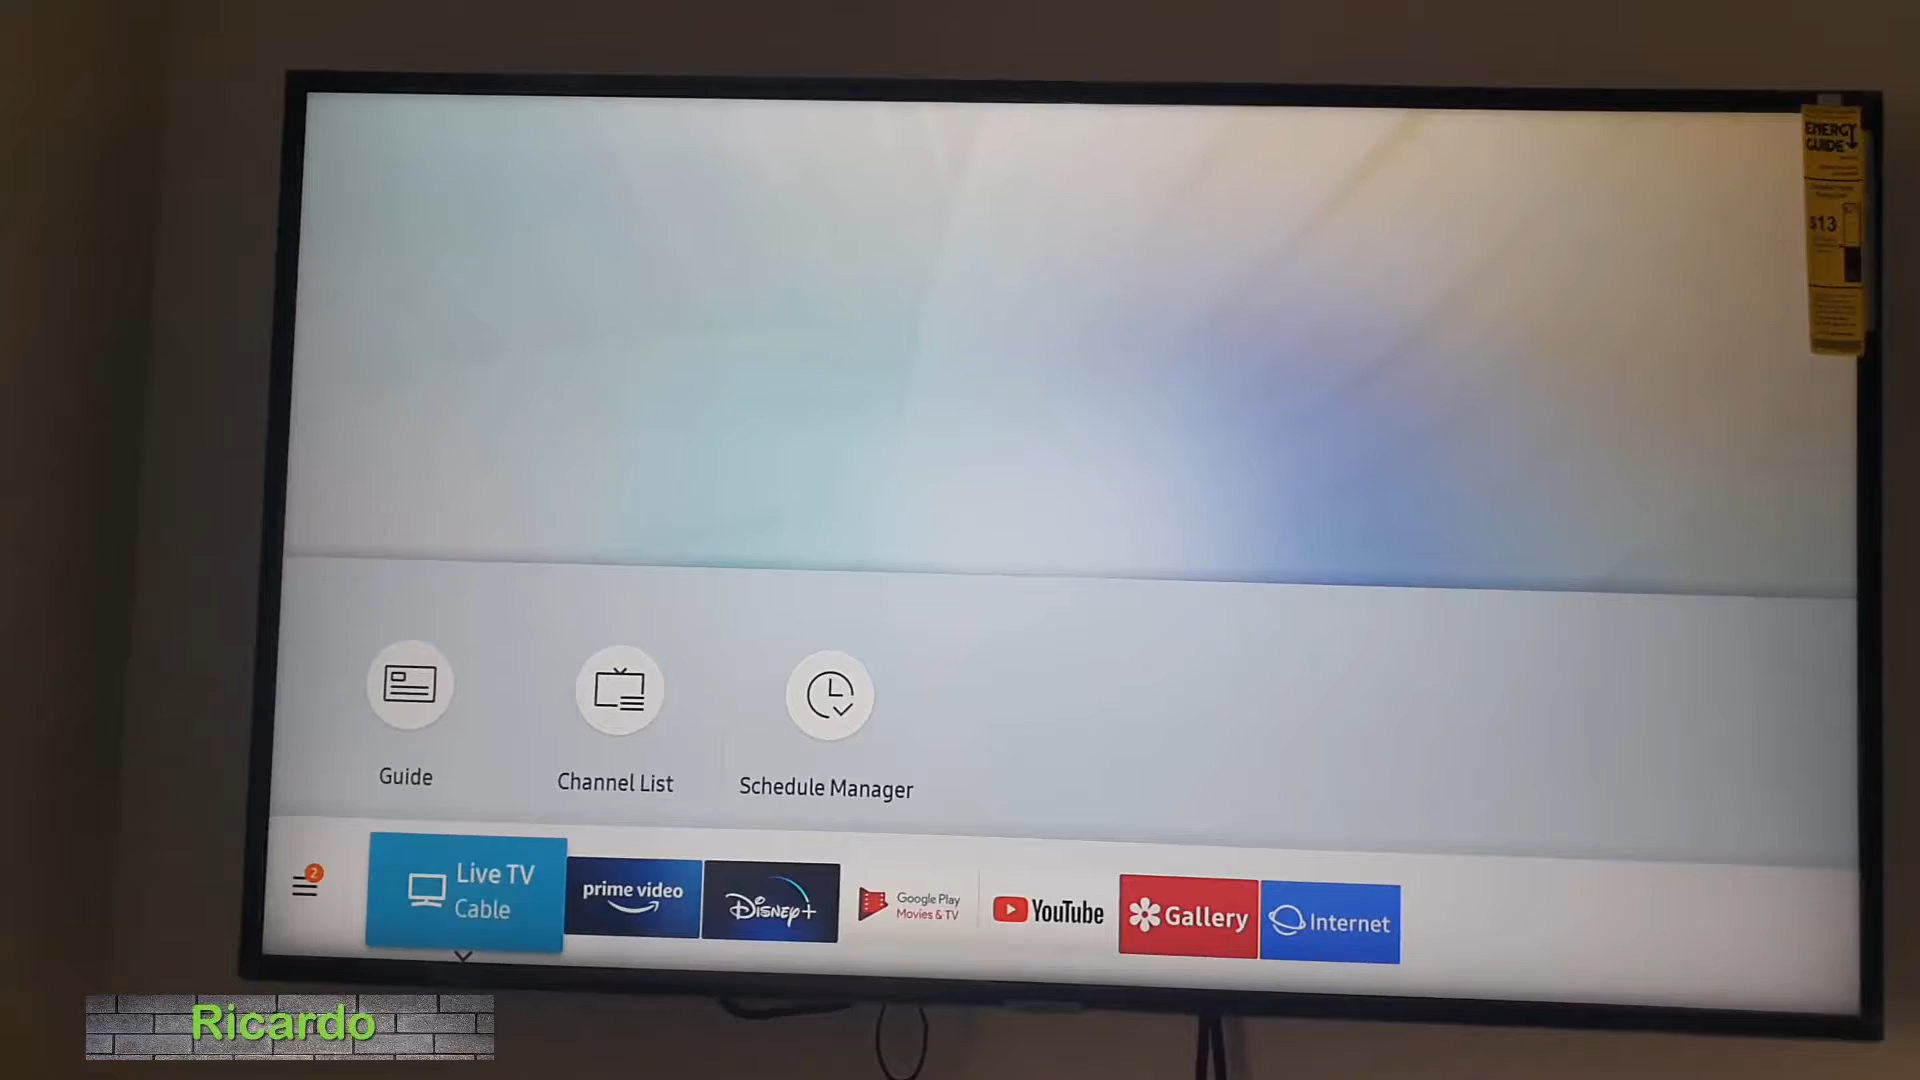 ENERGY
GUIDE
$13
Guide
Channel List
Schedule Manager
2
Live TV
Cable
prime video
Disney+
Google Play
Movies & TV
YouTube
Gallery
Internet
Ricardo